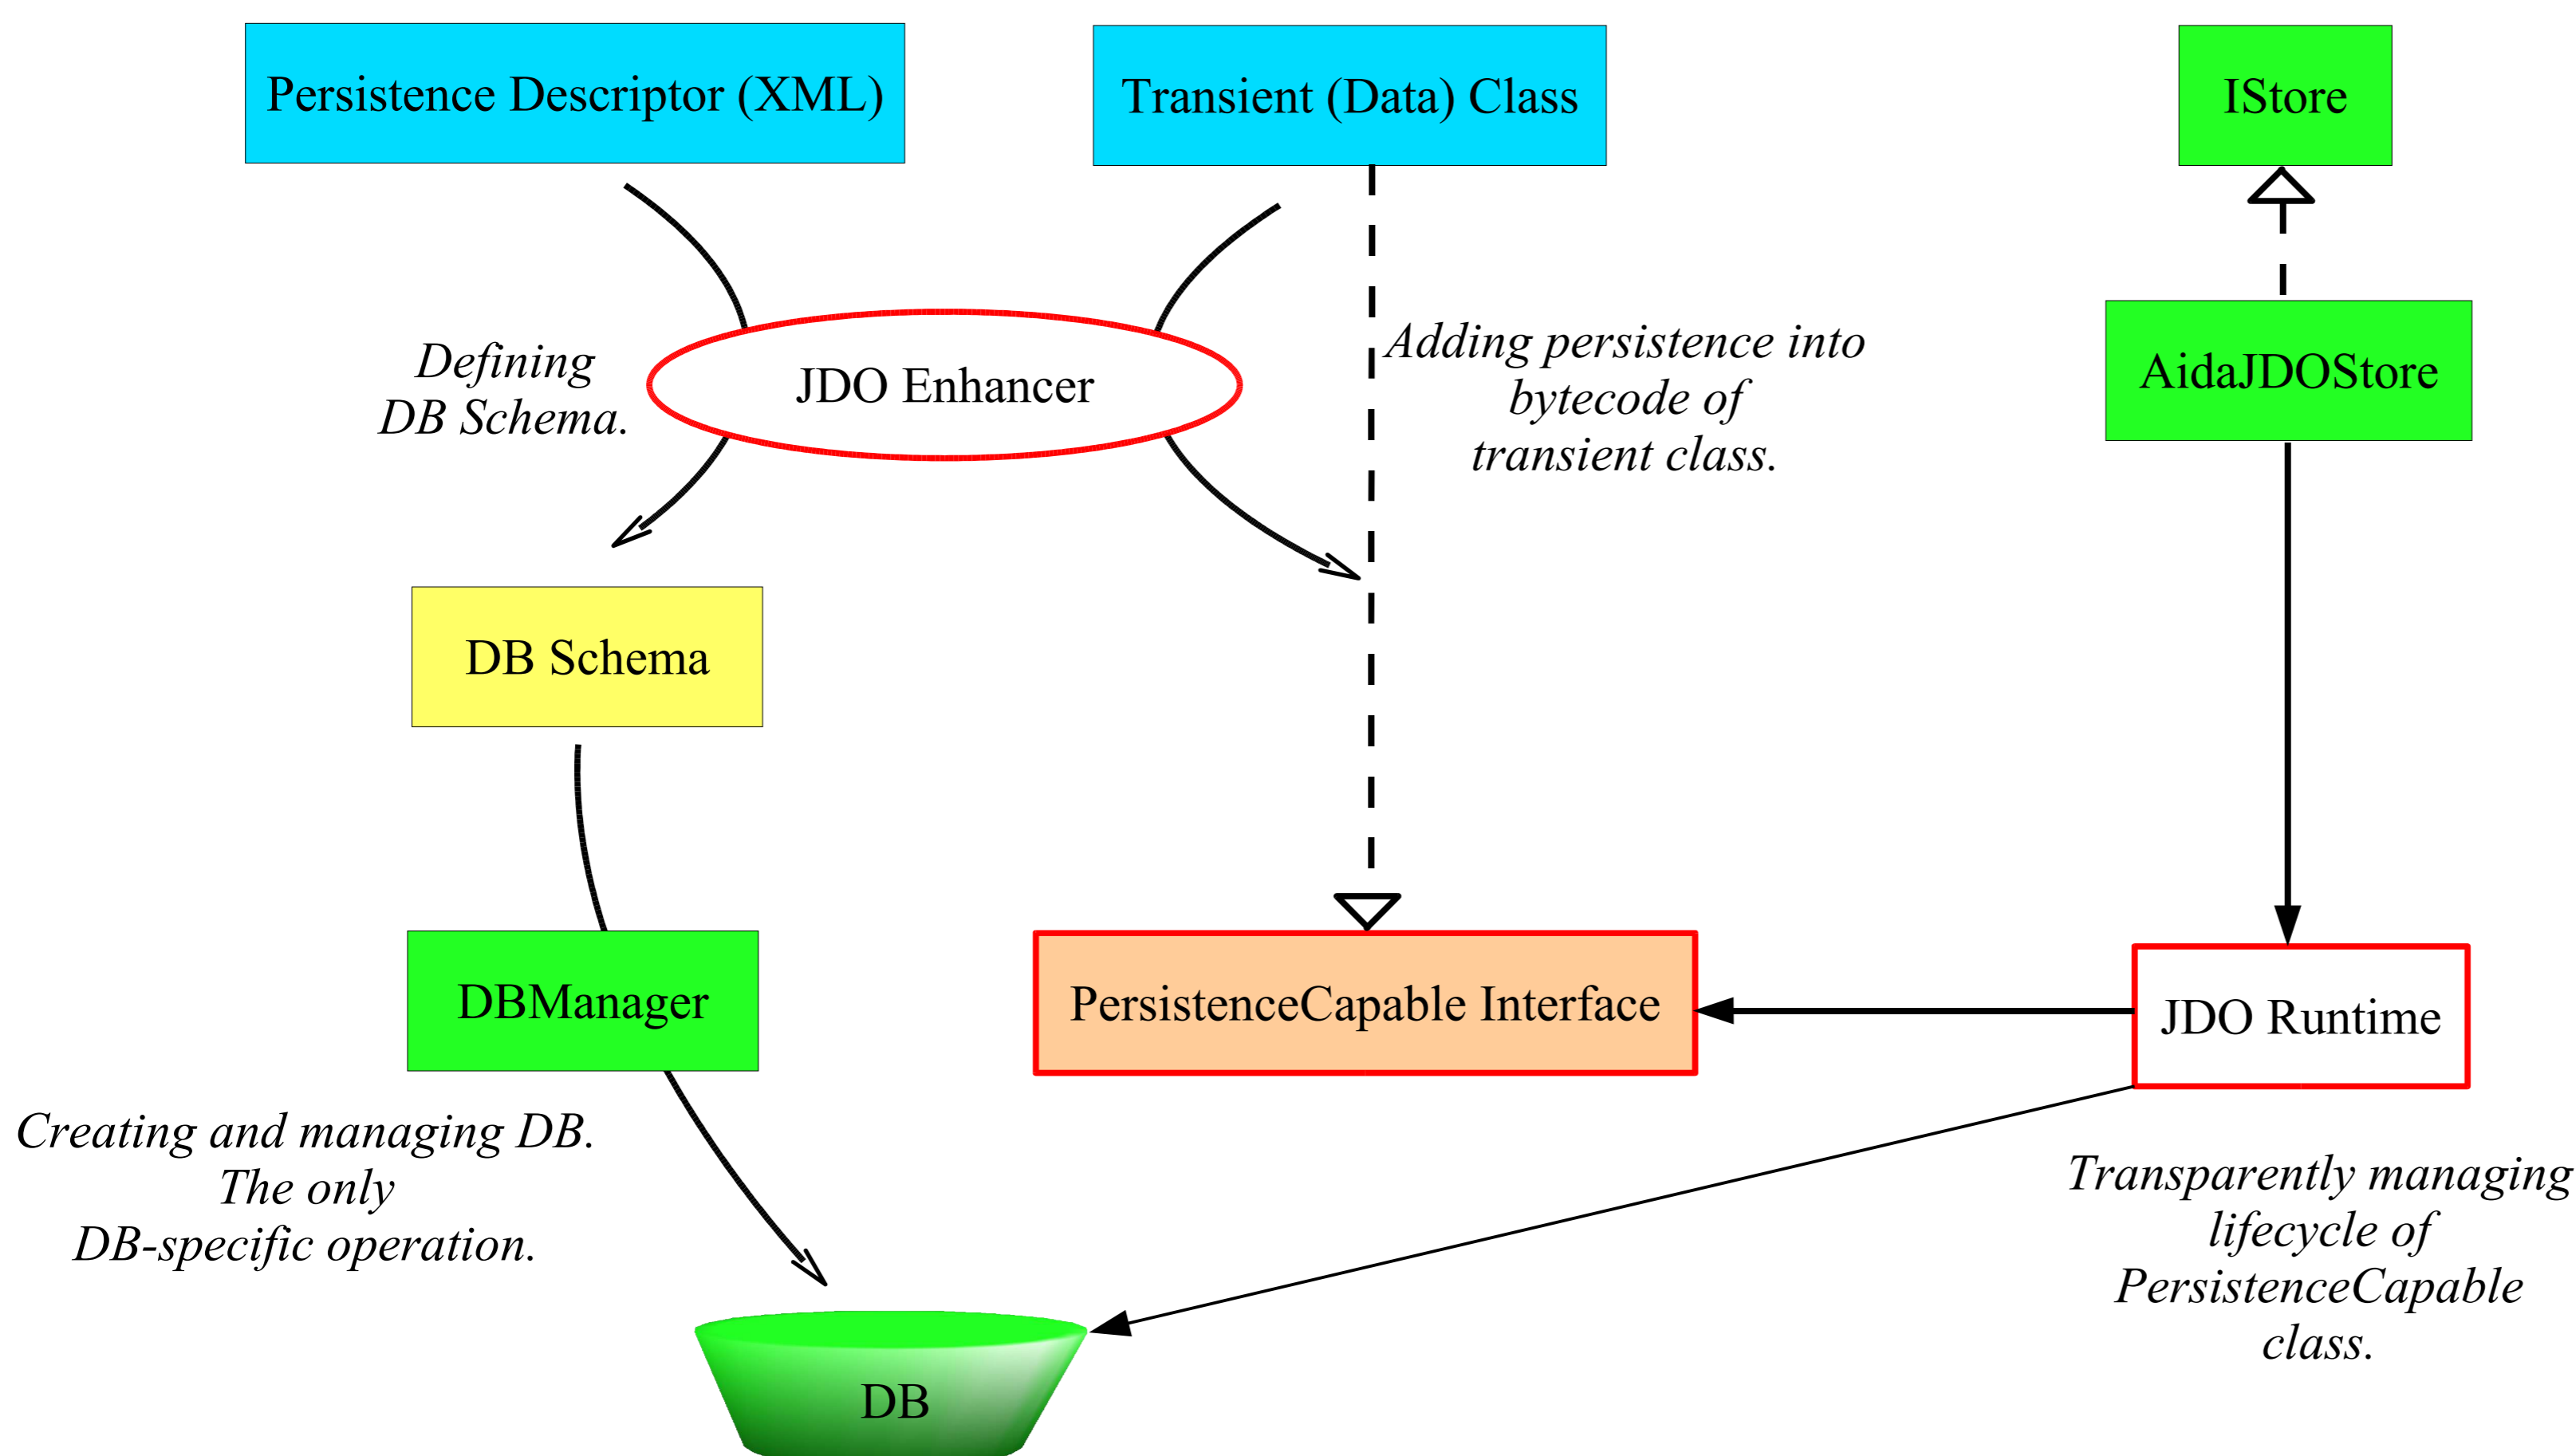 Persistence Descriptor (XML)
Transient (Data) Class
IStore
Defining
DB Schema.
JDO Enhancer
Adding persistence into
bytecode of
transient class.
AidaJDOStore
DB Schema
DBManager
PersistenceCapable Interface
JDO Runtime
Creating and managing DB.
The only
DB-specific operation.
Transparently managing
lifecycle of
PersistenceCapable
class.
DB